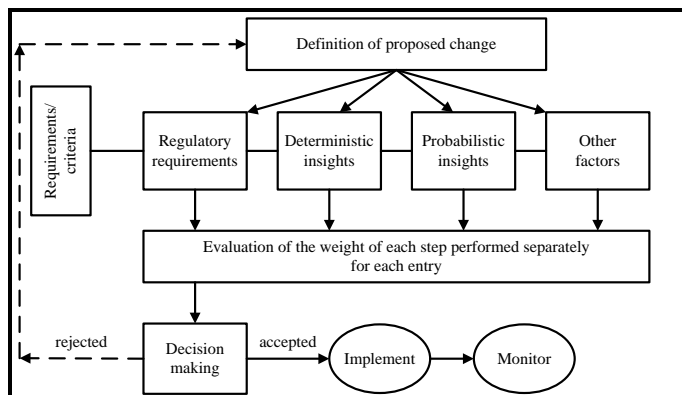 Definition of proposed change
Requirements/
criteria
Regulatory
requirements
Deterministic
insights
Probabilistic
insights
Other
factors
Evaluation of the weight of each step performed separately
for each entry
rejected
Decision
making
accepted
Implement
Monitor